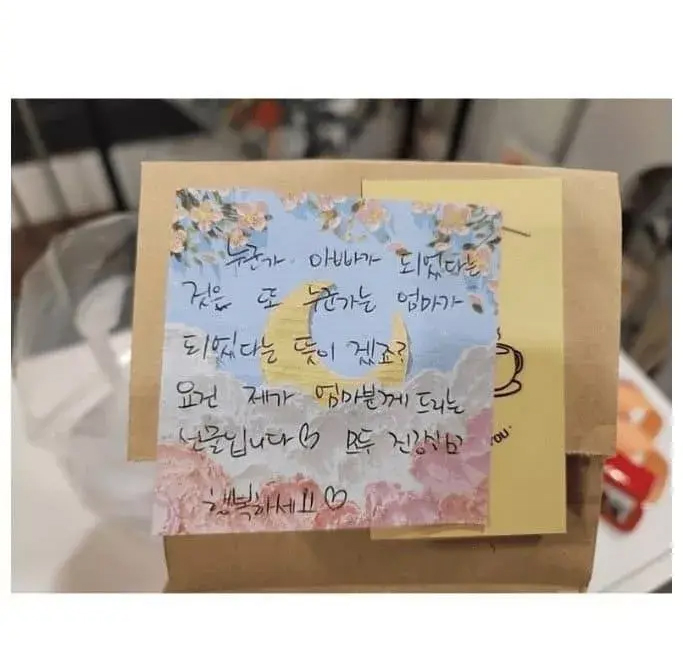 누군가 아빠가 되었다는
것은 또 누군가는 엄마가
되었다는 뜻이 겠죠?
요건 제가 엄마분께 드리는
선물입니다♡ 모두
행복하세요♡
YOU.